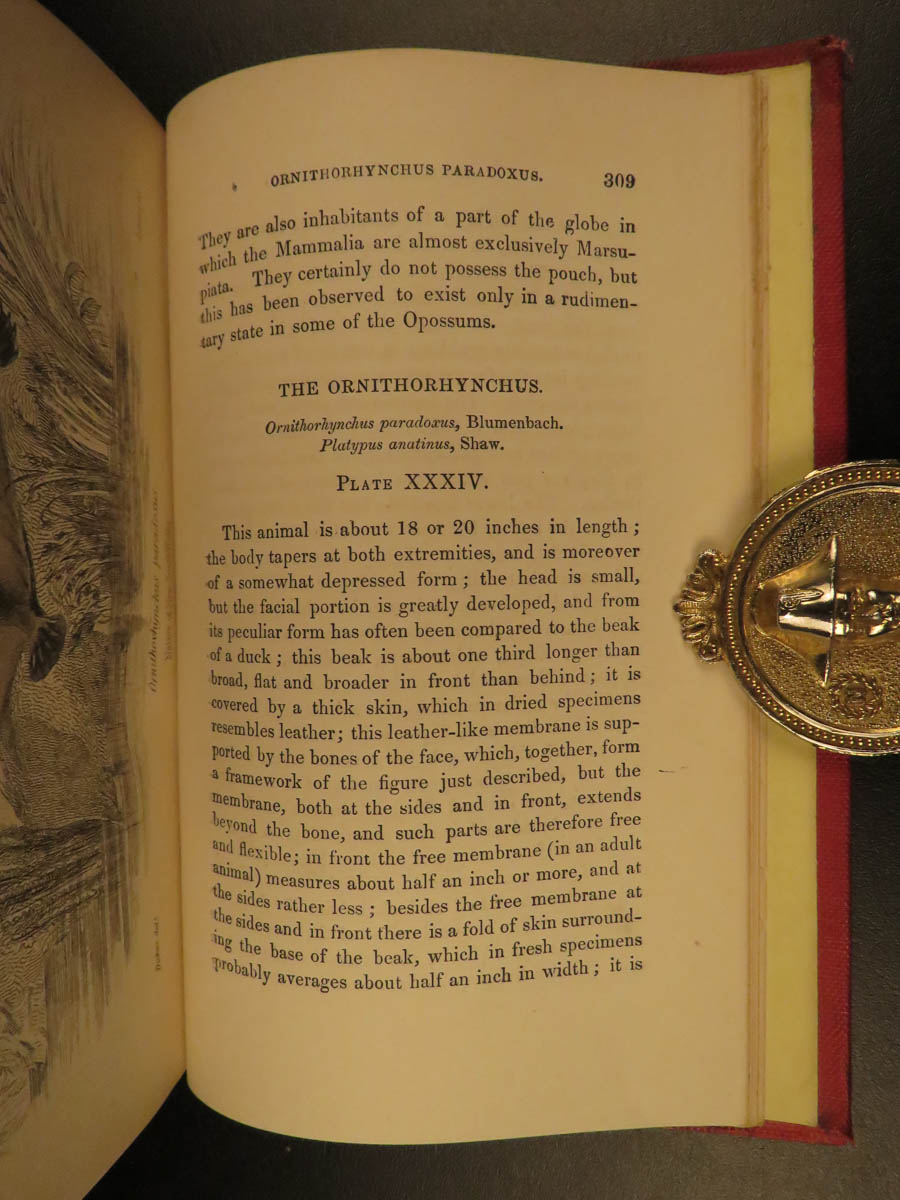 ORNITHORHYNCHUS PARADOXUS. 309
They are also inhabitants of a part of the globe in
which the Mammalia are almost exclusively Marsu-
piata. They certainly do not possess the pouch, but
this has been observed to exist only in a rudimen-
tary state in some of the Opossums.
THE ORNITHORHYNCHUS.
Ornithorhynchus paradoxus, Blumenbach.
Platypus anatinus, Shaw.
PLATE XXXIV.
This animal is about 18 or 20 inches in length;
the body tapers at both extremities, and is moreover
of a somewhat depressed form; the head is small,
but the facial portion is greatly developed, and from
its peculiar form has often been compared to the beak
of a duck; this beak is about one third longer than
broad, flat and broader in front than behind; it is
covered by a thick skin, which in dried specimens
resembles leather; this leather-like membrane is sup-
ported by the bones of the face, which, together, form
a framework of the figure just described, but the
membrane, both at the sides and in front, extends
beyond the bone, and such parts are therefore free
and flexible; in front the free membrane (in an adult
animal) measures about half an inch or more, and at
the sides rather less; besides the free membrane at
the sides and in front there is a fold of skin surround-
ing the base of the beak, which in fresh specimens
probably averages about half an inch in width; it is
Ornithorhynchus paradoxus